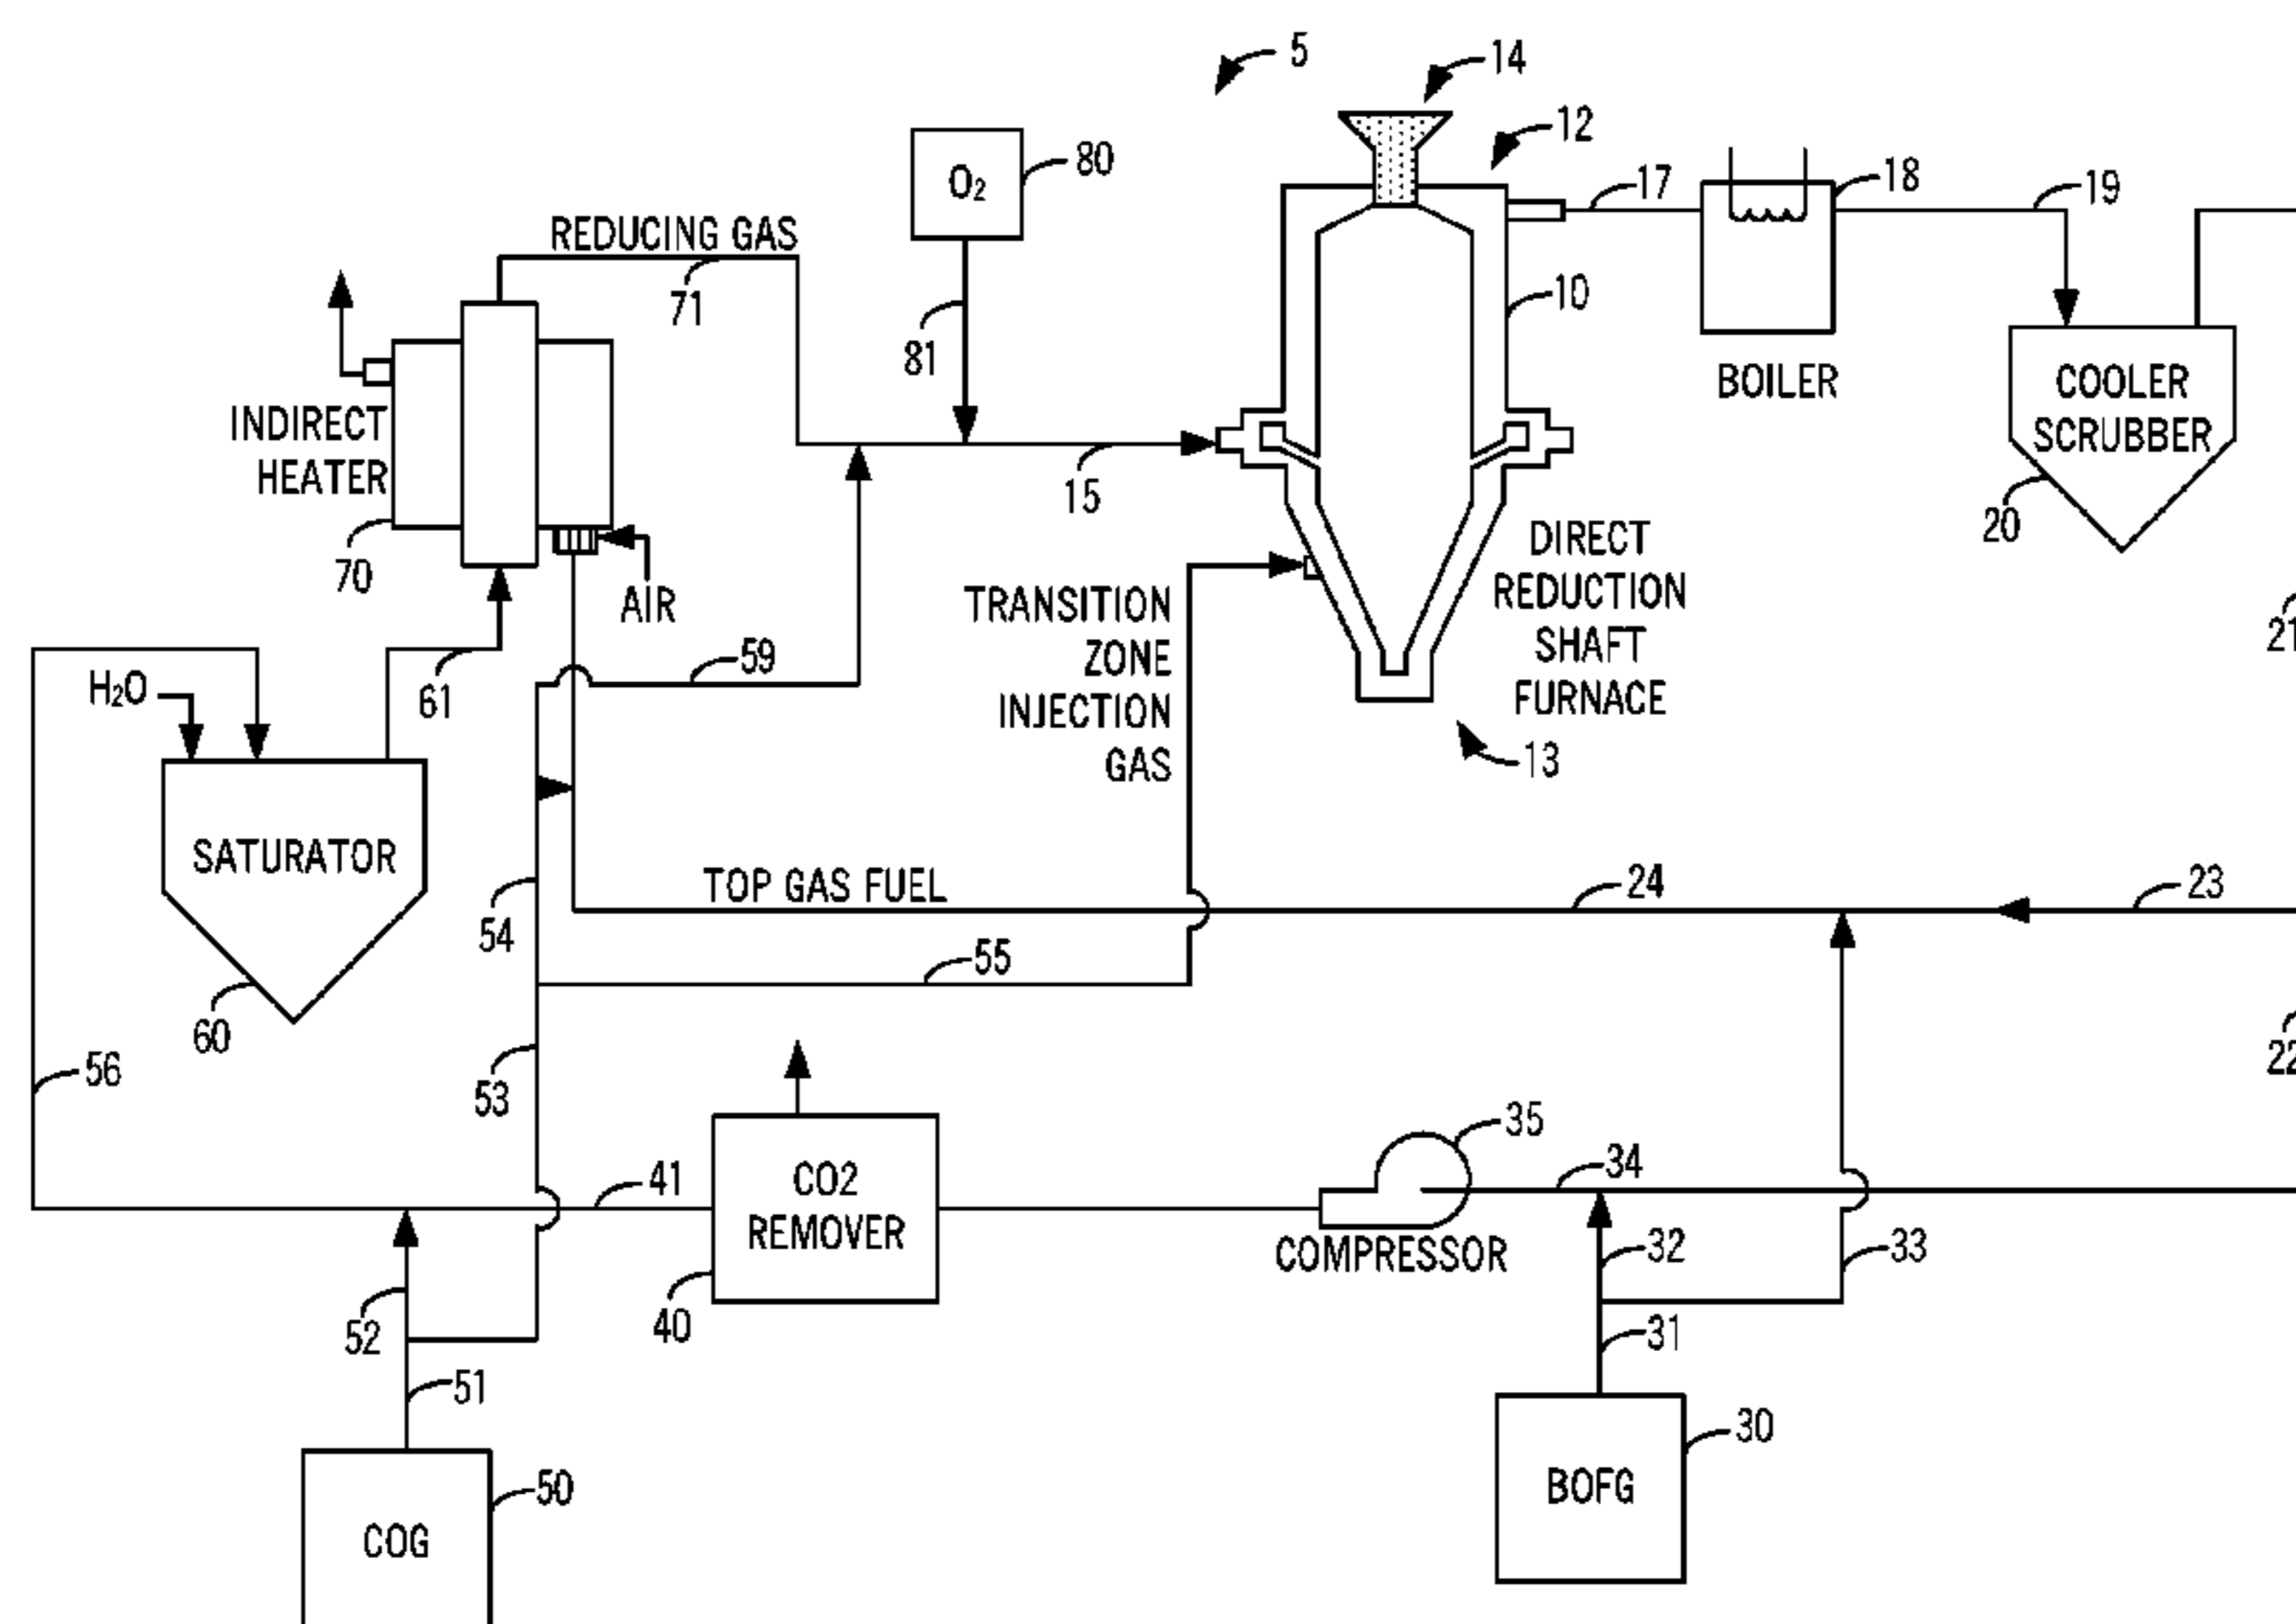 5
14
12
80
O2
17
18
19
REDUCING GAS
71
81
10
BOILER
COOLER
SCRUBBER
INDIRECT
HEATER
15
20
70
AIR
DIRECT
REDUCTION
SHAFT
FURNACE
TRANSITION
ZONE
INJECTION
GAS
21
59
H2O
61
13
SATURATOR
TOP GAS FUEL
24
23
54
55
60
56
53
22
35
41
CO2
REMOVER
34
COMPRESSOR
32
33
52
40
31
51
30
50
BOFG
COG